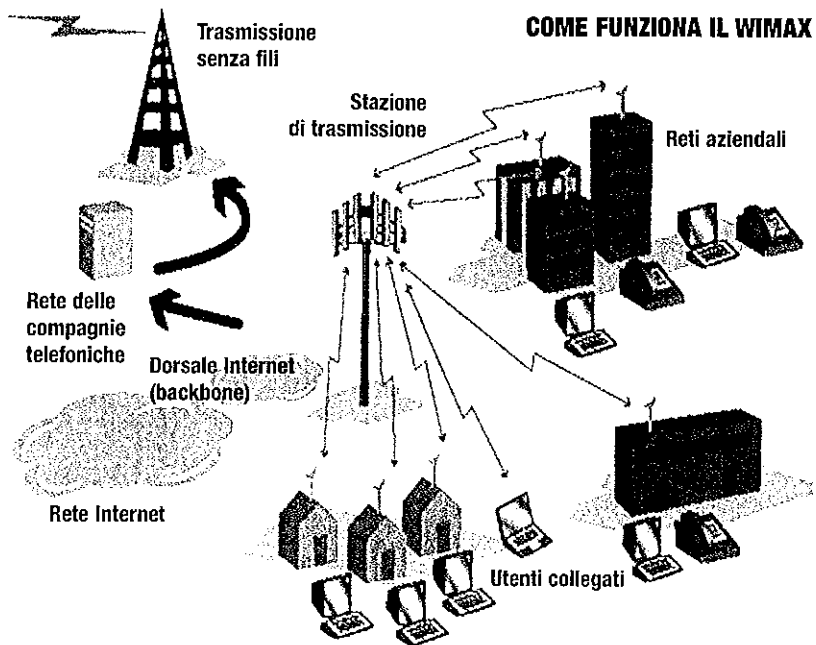 COME FUNZIONA IL WIMAX
Trasmissione
senza fili
Stazione
di trasmissione
Reti aziendali
Rete delle
compagnie
telefoniche
Dorsale Internet
(backbone)
Rete Internet
Utenti collegati